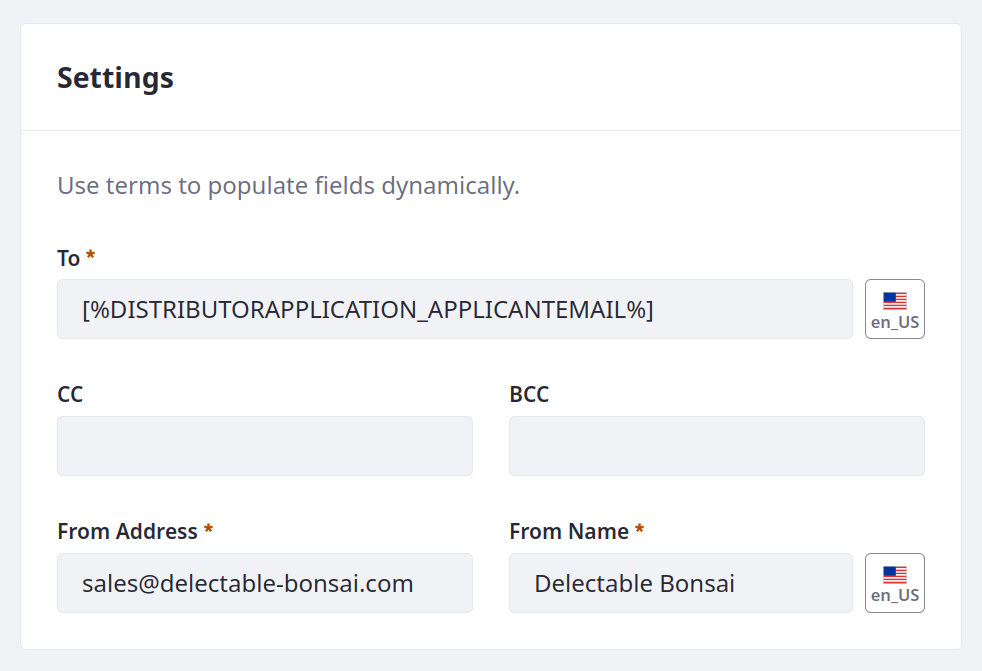 Settings
Use terms to populate fields dynamically.
To *
[%DISTRIBUTORAPPLICATION_APPLICANTEMAIL%]
en_US
CC
BCC
From Address *
From Name *
sales@delectable-bonsai.com
Delectable Bonsai
en_US